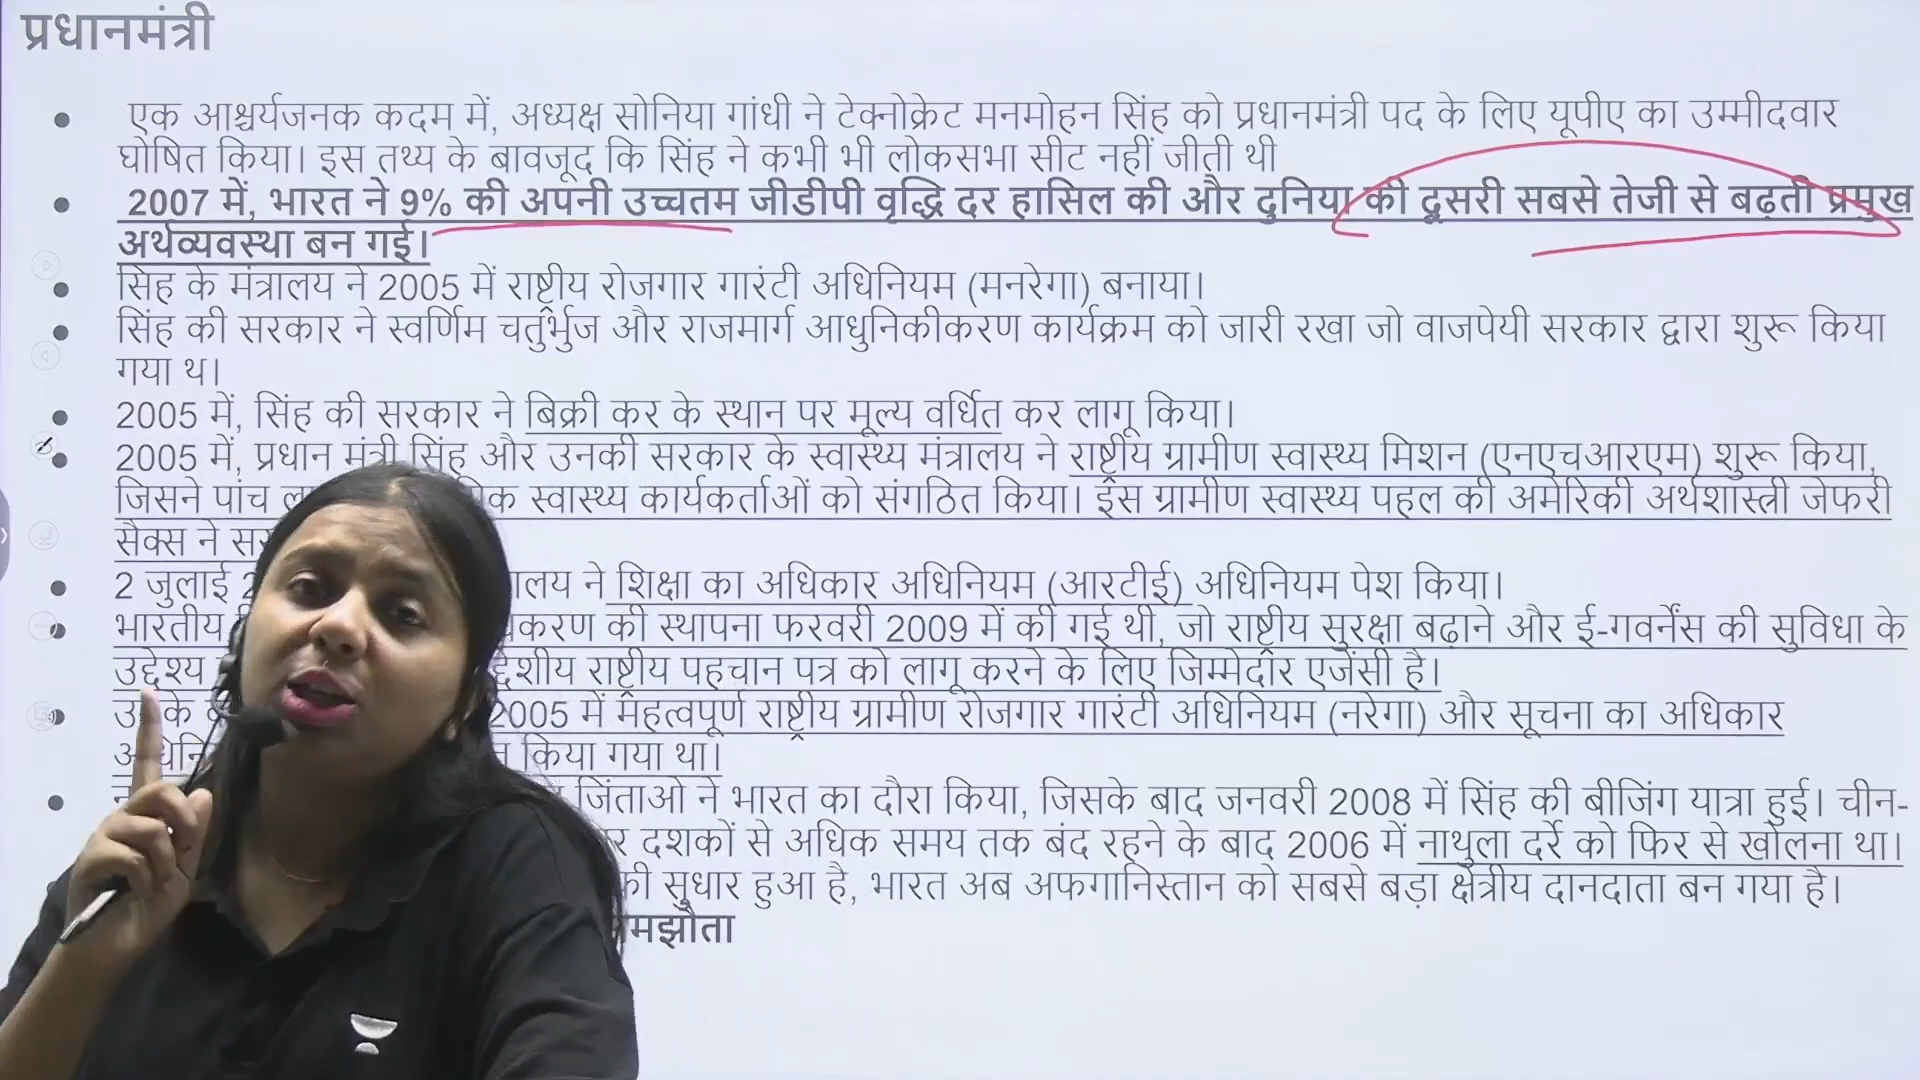 प्रधानमंत्री
एक आश्चर्यजनक कदम में, अध्यक्ष सोनिया गांधी ने टेक्नोक्रेट मनमोहन सिंह को प्रधानमंत्री पद के लिए यूपीए का उम्मीदवार
घोषित किया। इस तथ्य के बावजूद कि सिंह ने कभी भी लोकसभा सीट नहीं जीती थी
2007 में, भारत ने 9% की अपनी उच्चतम जीडीपी वृद्धि दर हासिल की और दुनिया की दूसरी सबसे तेजी से बढ़ती प्रमुख
अर्थव्यवस्था बन गई।
सिंह के मंत्रालय ने 2005 में राष्ट्रीय रोजगार गारंटी अधिनियम (मनरेगा) बनाया।
सिंह की सरकार ने स्वर्णिम चतुर्भुज और राजमार्ग आधुनिकीकरण कार्यक्रम को जारी रखा जो वाजपेयी सरकार द्वारा शुरू किया
गया थ।
2005 में, सिंह की सरकार ने बिक्री कर के स्थान पर मूल्य वर्धित कर लागू किया।
2005 में, प्रधान मंत्री सिंह और उनकी सरकार के स्वास्थ्य मंत्रालय ने राष्ट्रीय ग्रामीण स्वास्थ्य मिशन (एनएचआरएम) शुरू किया,
जिसने पांच स्वास्थ्य कार्यकर्ताओं को संगठित किया। इस ग्रामीण स्वास्थ्य पहल की अमेरिकी अर्थशास्त्री जेफरी
सैक्स ने
2 जुलाई ने शिक्षा का अधिकार अधिनियम (आरटीई) अधिनियम पेश किया।
भारतीय की स्थापना फरवरी 2009 में की गई थी, जो राष्ट्रीय सुरक्षा बढ़ाने और ई-गवर्नेंस की सुविधा के
उद्देश्य राष्ट्रीय पहचान पत्र को लागू करने के लिए जिम्मेदार एजेंसी है।
2005 में महत्वपूर्ण राष्ट्रीय ग्रामीण रोजगार गारंटी अधिनियम (नरेगा) और सूचना का अधिकार
किया गया था।
जिंताओ ने भारत का दौरा किया, जिसके बाद जनवरी 2008 में सिंह की बीजिंग यात्रा हुई। चीन-
दशकों से अधिक समय तक बंद रहने के बाद 2006 में नाथुला दर्रे को फिर से खोलना था।
सुधार हुआ है, भारत अब अफगानिस्तान को सबसे बड़ा क्षेत्रीय दानदाता बन गया है।